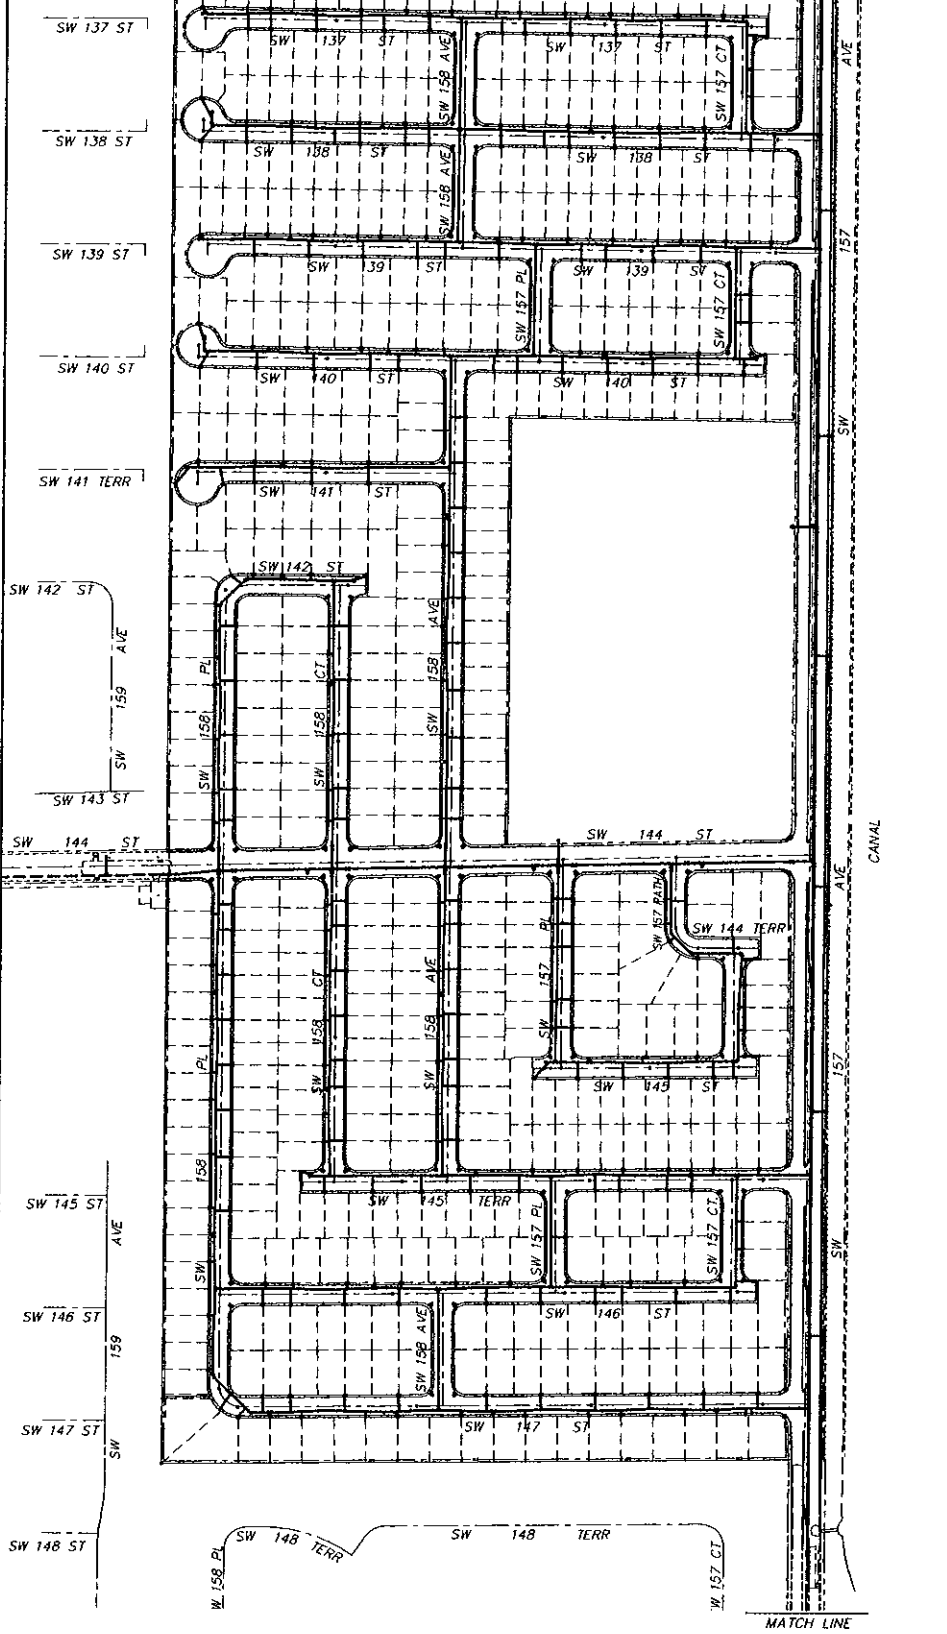 SW 137 ST
SW 137 ST
SW 158 AVE
SW 137 ST
SW 157 CT
AVE
SW 138 ST
SW 138 ST
SW 158 AVE
SW 138 ST
157
SW 139 ST
SW 139 ST
SW 157 PL
SW 139 ST
SW 157 CT
SW 140 ST
SW 140 ST
SW 140 ST
SW
SW 141 TERR
SW 141 ST
SW 142 ST
SW 142 ST
SW 159 AVE
SW 158 PL
SW 158 CT
SW 158 AVE
SW 143 ST
SW 144 ST
SW 144 ST
CANAL
AVE
SW 157 PATH
SW 144 TERR
SW 157 PL
SW 158 CT
SW 158 AVE
SW 158 PL
157
SW 145 ST
SW 145 ST
SW 145 TERR
SW 157 PL
SW 157 CT
SW
SW 159 AVE
SW 146 ST
SW 146 ST
SW 158 AVE
SW 147 ST
SW 147 ST
SW 148 ST
SW 148 TERR
SW 148 TERR
W 158 PL
W 157 CT
MATCH LINE